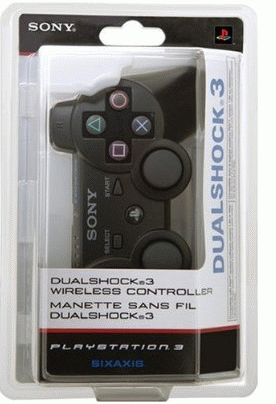 SONY
DUALSHOCK®3
START
SONY
SELECT
DUALSHOCK®3
WIRELESS CONTROLLER
MANETTE SANS FIL
DUALSHOCK®3
PLAYSTATION 3
SIXAXIS